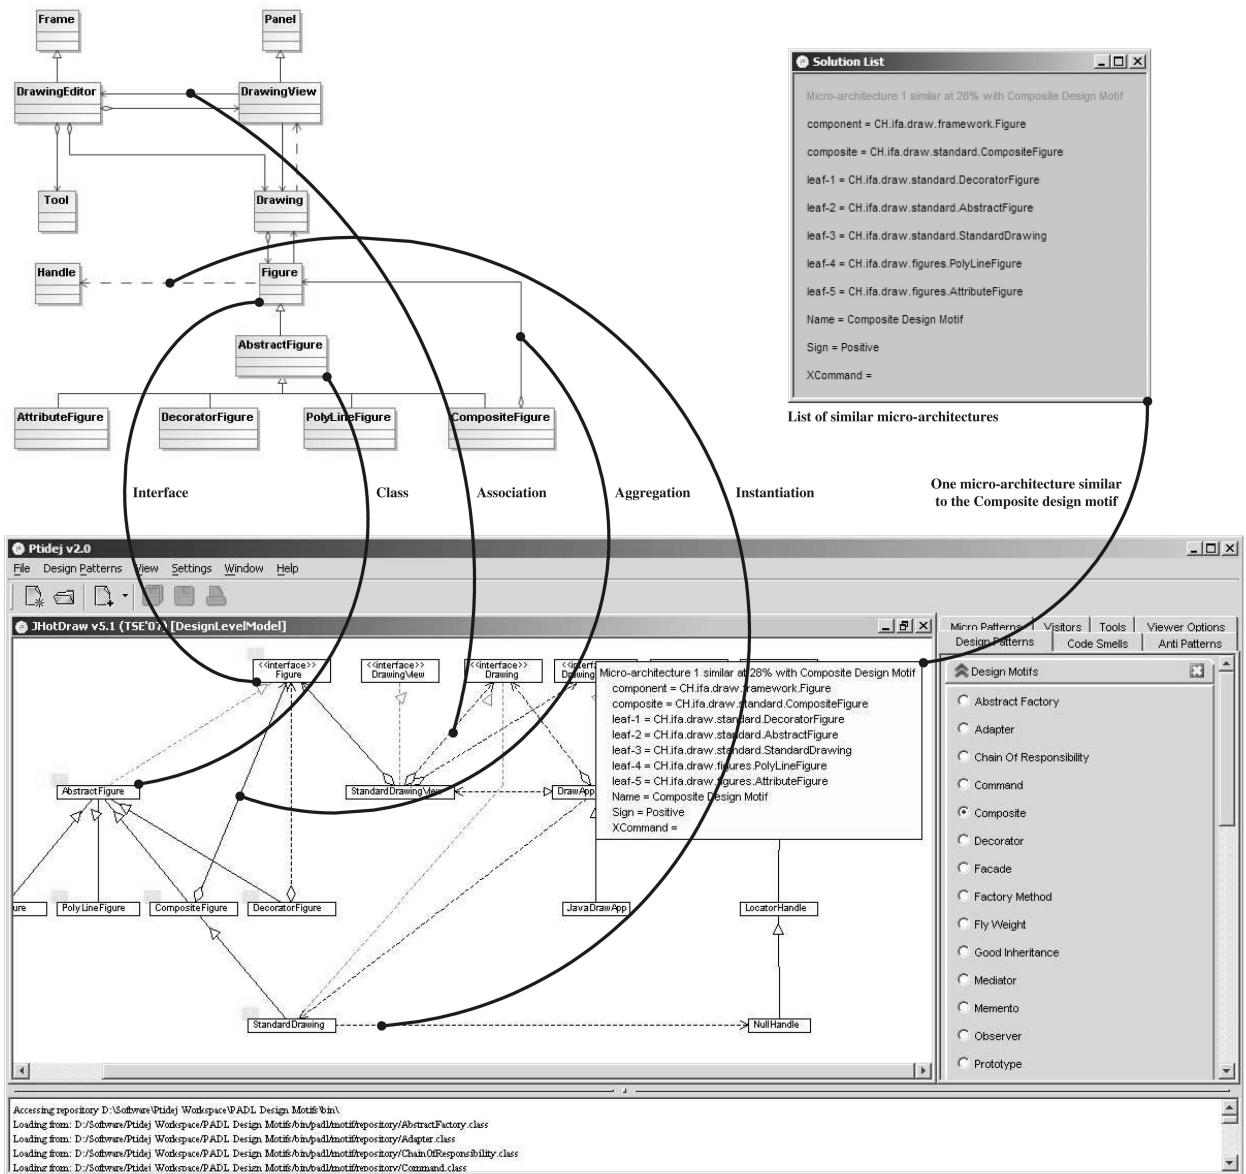 Frame
Panel
DrawingEditor
DrawingView
Tool
Drawing
Handle
Figure
AbstractFigure
AttributeFigure
DecoratorFigure
PolyLineFigure
CompositeFigure
Solution List
Micro-architecture 1 similar at 28% with Composite Design Motif
component = CH.ifa.draw.framework.Figure
composite = CH.ifa.draw.standard.CompositeFigure
leaf-1 = CH.ifa.draw.standard.DecoratorFigure
leaf-2 = CH.ifa.draw.standard.AbstractFigure
leaf-3 = CH.ifa.draw.standard.StandardDrawing
leaf-4 = CH.ifa.draw.figures.PolyLineFigure
leaf-5 = CH.ifa.draw.figures.AttributeFigure
Name = Composite Design Motif
Sign = Positive
XCommand =
List of similar micro-architectures
Interface
Class
Association
Aggregation
Instantiation
One micro-architecture similar
to the Composite design motif
Ptidej v2.0
File Design Patterns View Settings Window Help
JHotDraw v5.1 (TSE'07) [DesignLevelModel]
<<interface>>
Figure
<<interface>>
DrawingView
<<interface>>
Drawing
Micro-architecture 1 similar at 28% with Composite Design Motif
component = CH.ifa.draw.framework.Figure
composite = CH.ifa.draw.standard.CompositeFigure
leaf-1 = CH.ifa.draw.standard.DecoratorFigure
leaf-2 = CH.ifa.draw.standard.AbstractFigure
leaf-3 = CH.ifa.draw.standard.StandardDrawing
leaf-4 = CH.ifa.draw.figures.PolyLineFigure
leaf-5 = CH.ifa.draw.figures.AttributeFigure
Name = Composite Design Motif
Sign = Positive
XCommand =
AbstractFigure
StandardDrawingView
DrawApp
ure
PolyLineFigure
CompositeFigure
DecoratorFigure
JavaDrawApp
LocatorHandle
StandardDrawing
NullHandle
Micro Patterns Visitors Tools Viewer Options
Design Patterns Code Smells Anti Patterns
Design Motifs
Abstract Factory
Adapter
Chain Of Responsibility
Command
Composite
Decorator
Facade
Factory Method
Fly Weight
Good Inheritance
Mediator
Memento
Observer
Prototype
Accessing repository D:\Software\Ptidej Workspace\PADL Design Motifs\bin\
Loading from: D:/Software/Ptidej Workspace/PADL Design Motifs/bin/padl/motif/repository/AbstractFactory.class
Loading from: D:/Software/Ptidej Workspace/PADL Design Motifs/bin/padl/motif/repository/Adapter.class
Loading from: D:/Software/Ptidej Workspace/PADL Design Motifs/bin/padl/motif/repository/ChainOfResponsibility.class
Loading from: D:/Software/Ptidej Workspace/PADL Design Motifs/bin/padl/motif/repository/Command.class